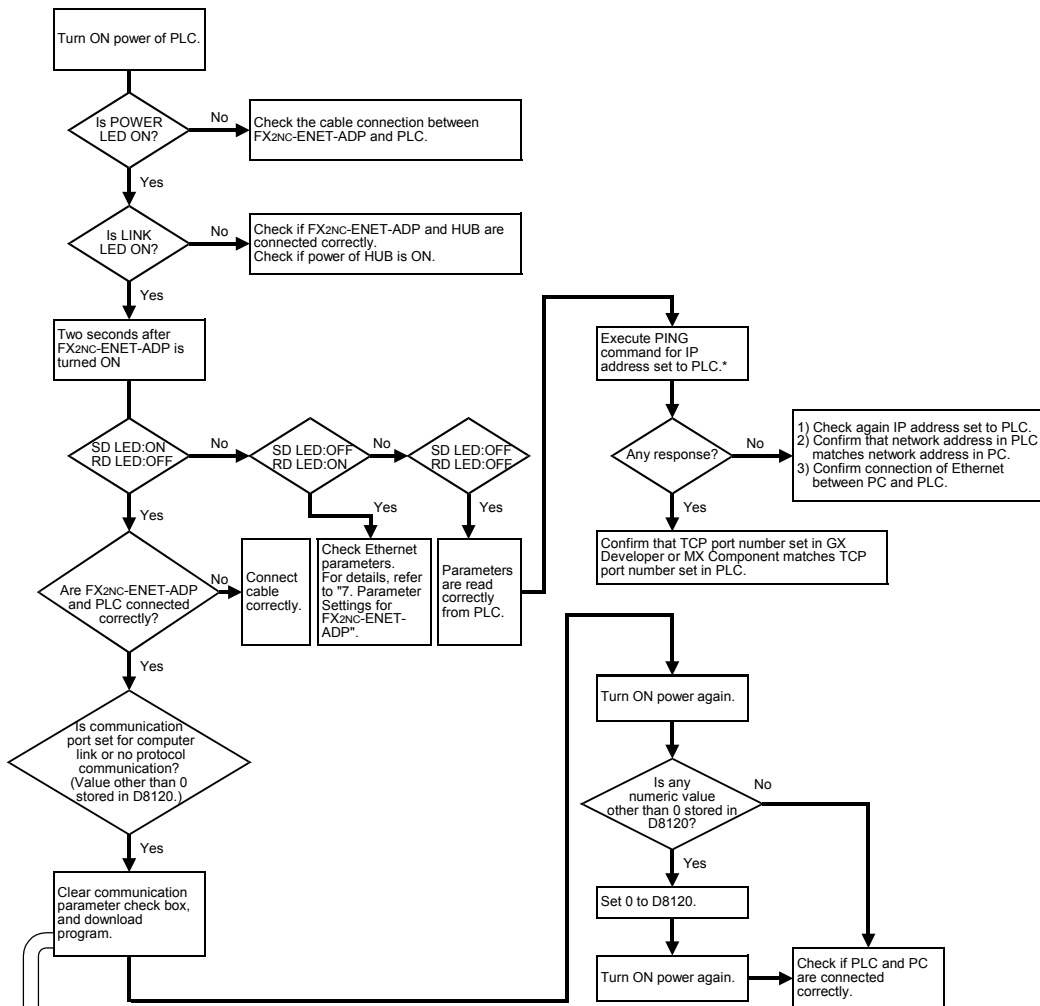 Turn ON power of PLC.
Is POWER
LED ON?
No
Check the cable connection between
FX2NC-ENET-ADP and PLC.
Yes
Is LINK
LED ON?
No
Check if FX2NC-ENET-ADP and HUB are
connected correctly.
Check if power of HUB is ON.
Yes
Two seconds after
FX2NC-ENET-ADP is
turned ON
SD LED:ON
RD LED:OFF
No
SD LED:OFF
RD LED:ON
No
SD LED:OFF
RD LED:OFF
Yes
Yes
Yes
Are FX2NC-ENET-ADP
and PLC connected
correctly?
No
Connect
cable
correctly.
Check Ethernet
parameters.
For details, refer
to "7. Parameter
Settings for
FX2NC-ENET-
ADP".
Parameters
are read
correctly
from PLC.
Yes
Is communication
port set for computer
link or no protocol
communication?
(Value other than 0
stored in D8120.)
Yes
Clear communication
parameter check box,
and download
program.
Execute PING
command for IP
address set to PLC.*
Any response?
No
1) Check again IP address set to PLC.
2) Confirm that network address in PLC
matches network address in PC.
3) Confirm connection of Ethernet
between PC and PLC.
Yes
Confirm that TCP port number set in GX
Developer or MX Component matches TCP
port number set in PLC.
Turn ON power again.
Is any
numeric value
other than 0 stored in
D8120?
No
Yes
Set 0 to D8120.
Turn ON power again.
Check if PLC and PC
are connected
correctly.